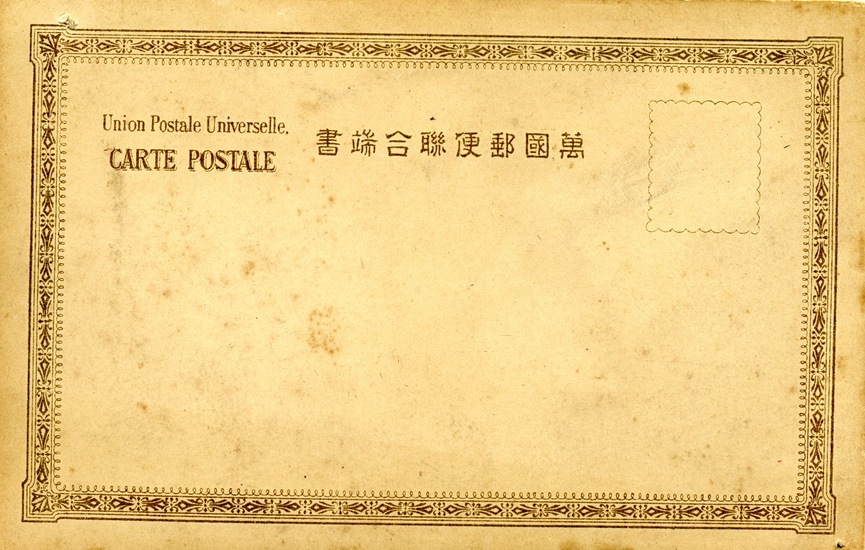 Union Postale Universelle.
CARTE POSTALE
萬國郵便聯合端書